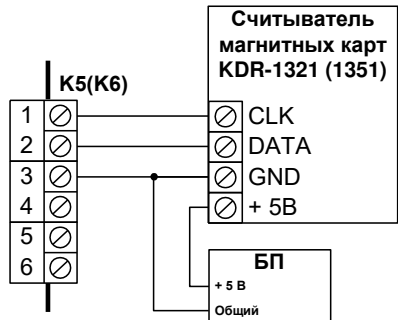 Считыватель
магнитных карт
KDR-1321 (1351)
K5(K6)
1
2
3
4
5
6
CLK
DATA
GND
+ 5В
БП
+ 5 В
Общий